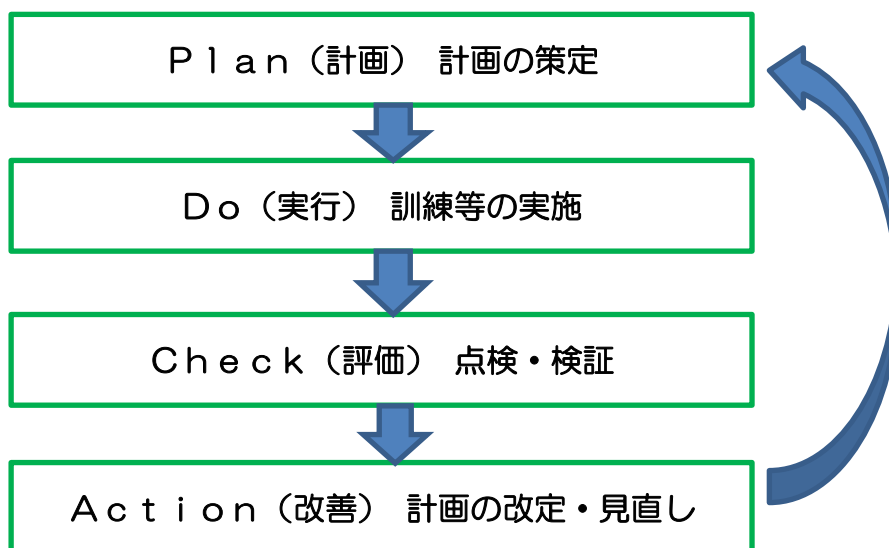 Ｐｌａｎ（計画）　計画の策定
Ｄｏ（実行）　訓練等の実施
Ｃｈｅｃｋ（評価）　点検・検証
Ａｃｔｉｏｎ（改善）　計画の改定・見直し